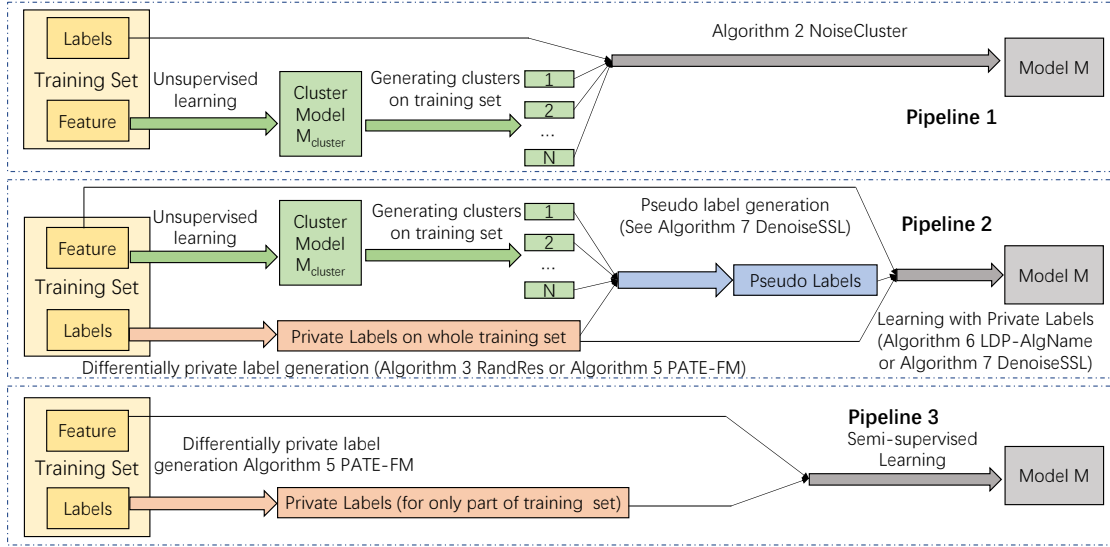 Labels
Training Set
Feature
Unsupervised
learning
Cluster
Model
M_cluster
Generating clusters
on training set
1
2
...
N
Algorithm 2 NoiseCluster
Model M
Pipeline 1
Feature
Training Set
Labels
Unsupervised
learning
Cluster
Model
M_cluster
Generating clusters
on training set
1
2
...
N
Pseudo label generation
(See Algorithm 7 DenoiseSSL)
Pseudo Labels
Pipeline 2
Model M
Private Labels on whole training set
Differentially private label generation (Algorithm 3 RandRes or Algorithm 5 PATE-FM)
Learning with Private Labels
(Algorithm 6 LDP-AlgName
or Algorithm 7 DenoiseSSL)
Feature
Training Set
Labels
Differentially private label
generation Algorithm 5 PATE-FM
Private Labels (for only part of training set)
Pipeline 3
Semi-supervised
Learning
Model M